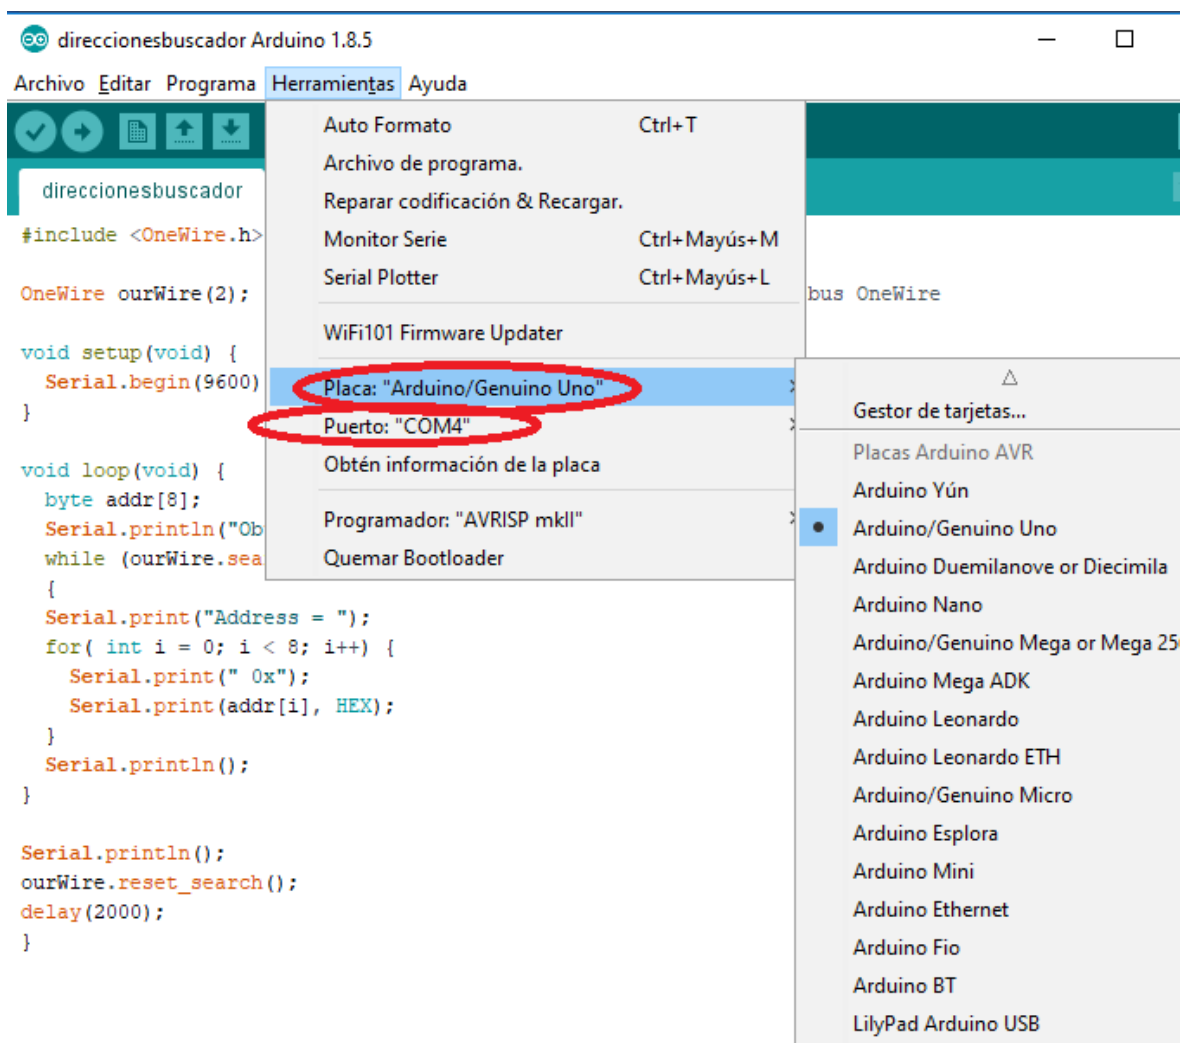 direccionesbuscador Arduino 1.8.5
Archivo Editar Programa Herramientas Ayuda
Auto Formato Ctrl+T
Archivo de programa.
Reparar codificación & Recargar.
Monitor Serie Ctrl+Mayús+M
Serial Plotter Ctrl+Mayús+L
WiFi101 Firmware Updater
Placa: "Arduino/Genuino Uno"
Puerto: "COM4"
Obtén información de la placa
Programador: "AVRISP mkII"
Quemar Bootloader
direccionesbuscador
#include <OneWire.h>
OneWire ourWire(2); bus OneWire
void setup(void) {
Serial.begin(9600)
}
void loop(void) {
byte addr[8];
Serial.println("Ob
while (ourWire.sea
{
Serial.print("Address = ");
for( int i = 0; i < 8; i++) {
Serial.print(" 0x");
Serial.print(addr[i], HEX);
}
Serial.println();
}
Serial.println();
ourWire.reset_search();
delay(2000);
}
Gestor de tarjetas...
Placas Arduino AVR
Arduino Yún
Arduino/Genuino Uno
Arduino Duemilanove or Diecimila
Arduino Nano
Arduino/Genuino Mega or Mega 25
Arduino Mega ADK
Arduino Leonardo
Arduino Leonardo ETH
Arduino/Genuino Micro
Arduino Esplora
Arduino Mini
Arduino Ethernet
Arduino Fio
Arduino BT
LilyPad Arduino USB